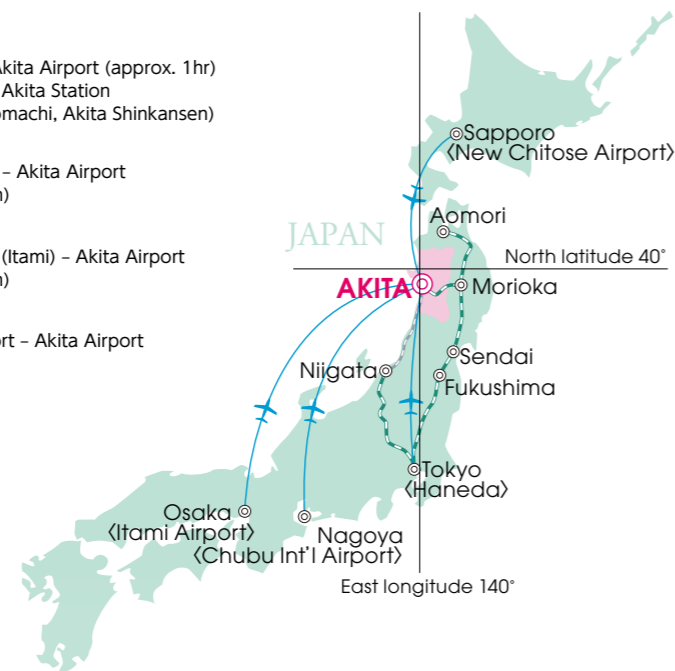 Akita Airport (approx. 1hr)
Akita Station
omachi, Akita Shinkansen)
– Akita Airport
(Itami) – Akita Airport
rt – Akita Airport
JAPAN
Sapporo
〈New Chitose Airport〉
Aomori
North latitude 40°
AKITA
Morioka
Niigata
Sendai
Fukushima
Tokyo
〈Haneda〉
Osaka
〈Itami Airport〉
Nagoya
〈Chubu Int'l Airport〉
East longitude 140°